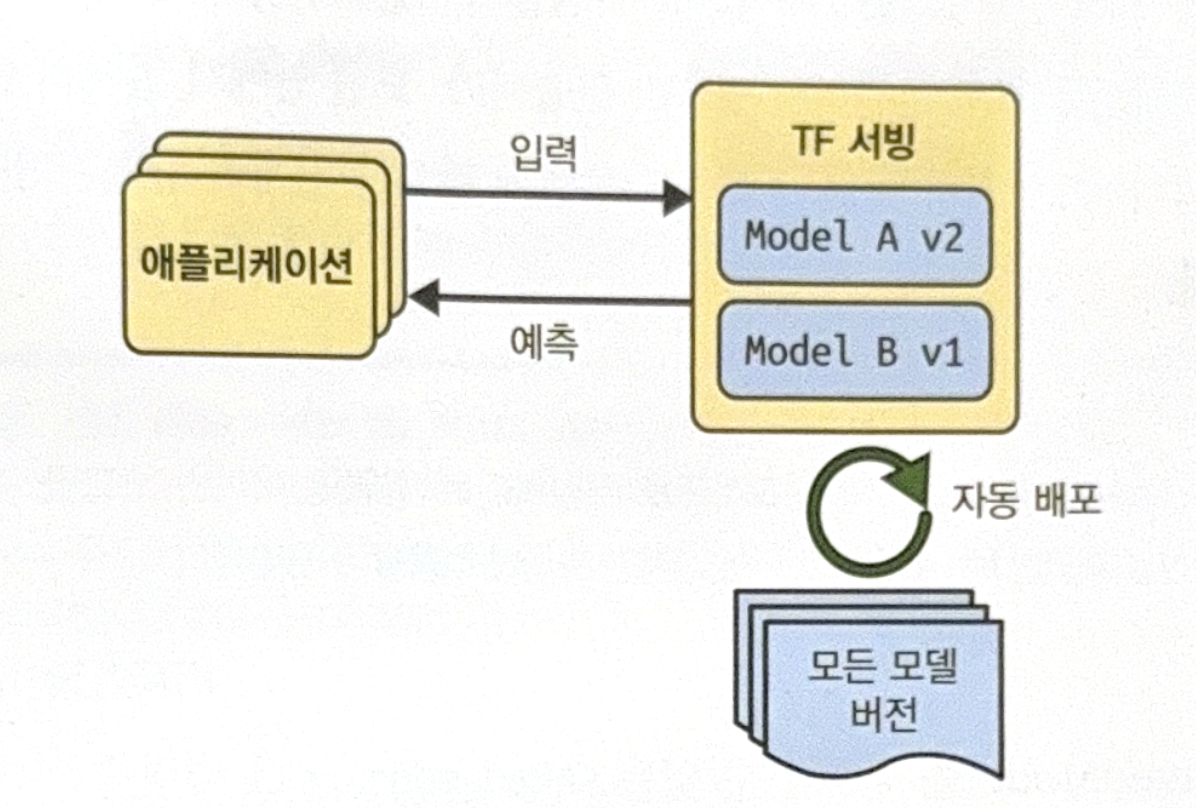 TF 서빙
입력
Model A v2
애플리케이션
예측
Model B v1
자동 배포
모든 모델
버전